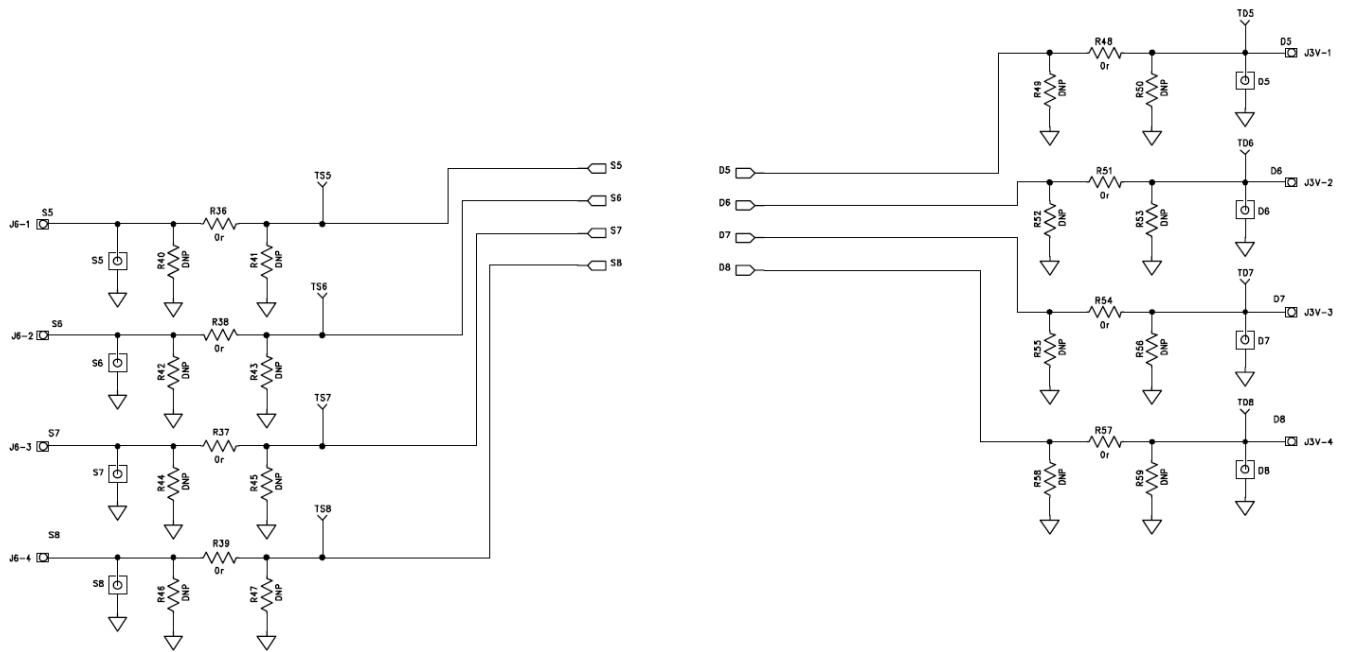 TS5
S5
J6-1
R36
0r
S5
R40
DNP
R41
DNP
TS6
S6
J6-2
R38
0r
S6
R42
DNP
R43
DNP
TS7
S7
J6-3
R37
0r
S7
R44
DNP
R45
DNP
TS8
S8
J6-4
R39
0r
S8
R46
DNP
R47
DNP
S5
S6
S7
S8
D5
D6
D7
D8
TD5
R48
0r
D5
J3V-1
R49
DNP
R50
DNP
D5
TD6
R51
0r
D6
J3V-2
R52
DNP
R53
DNP
D6
TD7
R54
0r
D7
J3V-3
R55
DNP
R56
DNP
D7
TD8
R57
0r
D8
J3V-4
R58
DNP
R59
DNP
D8